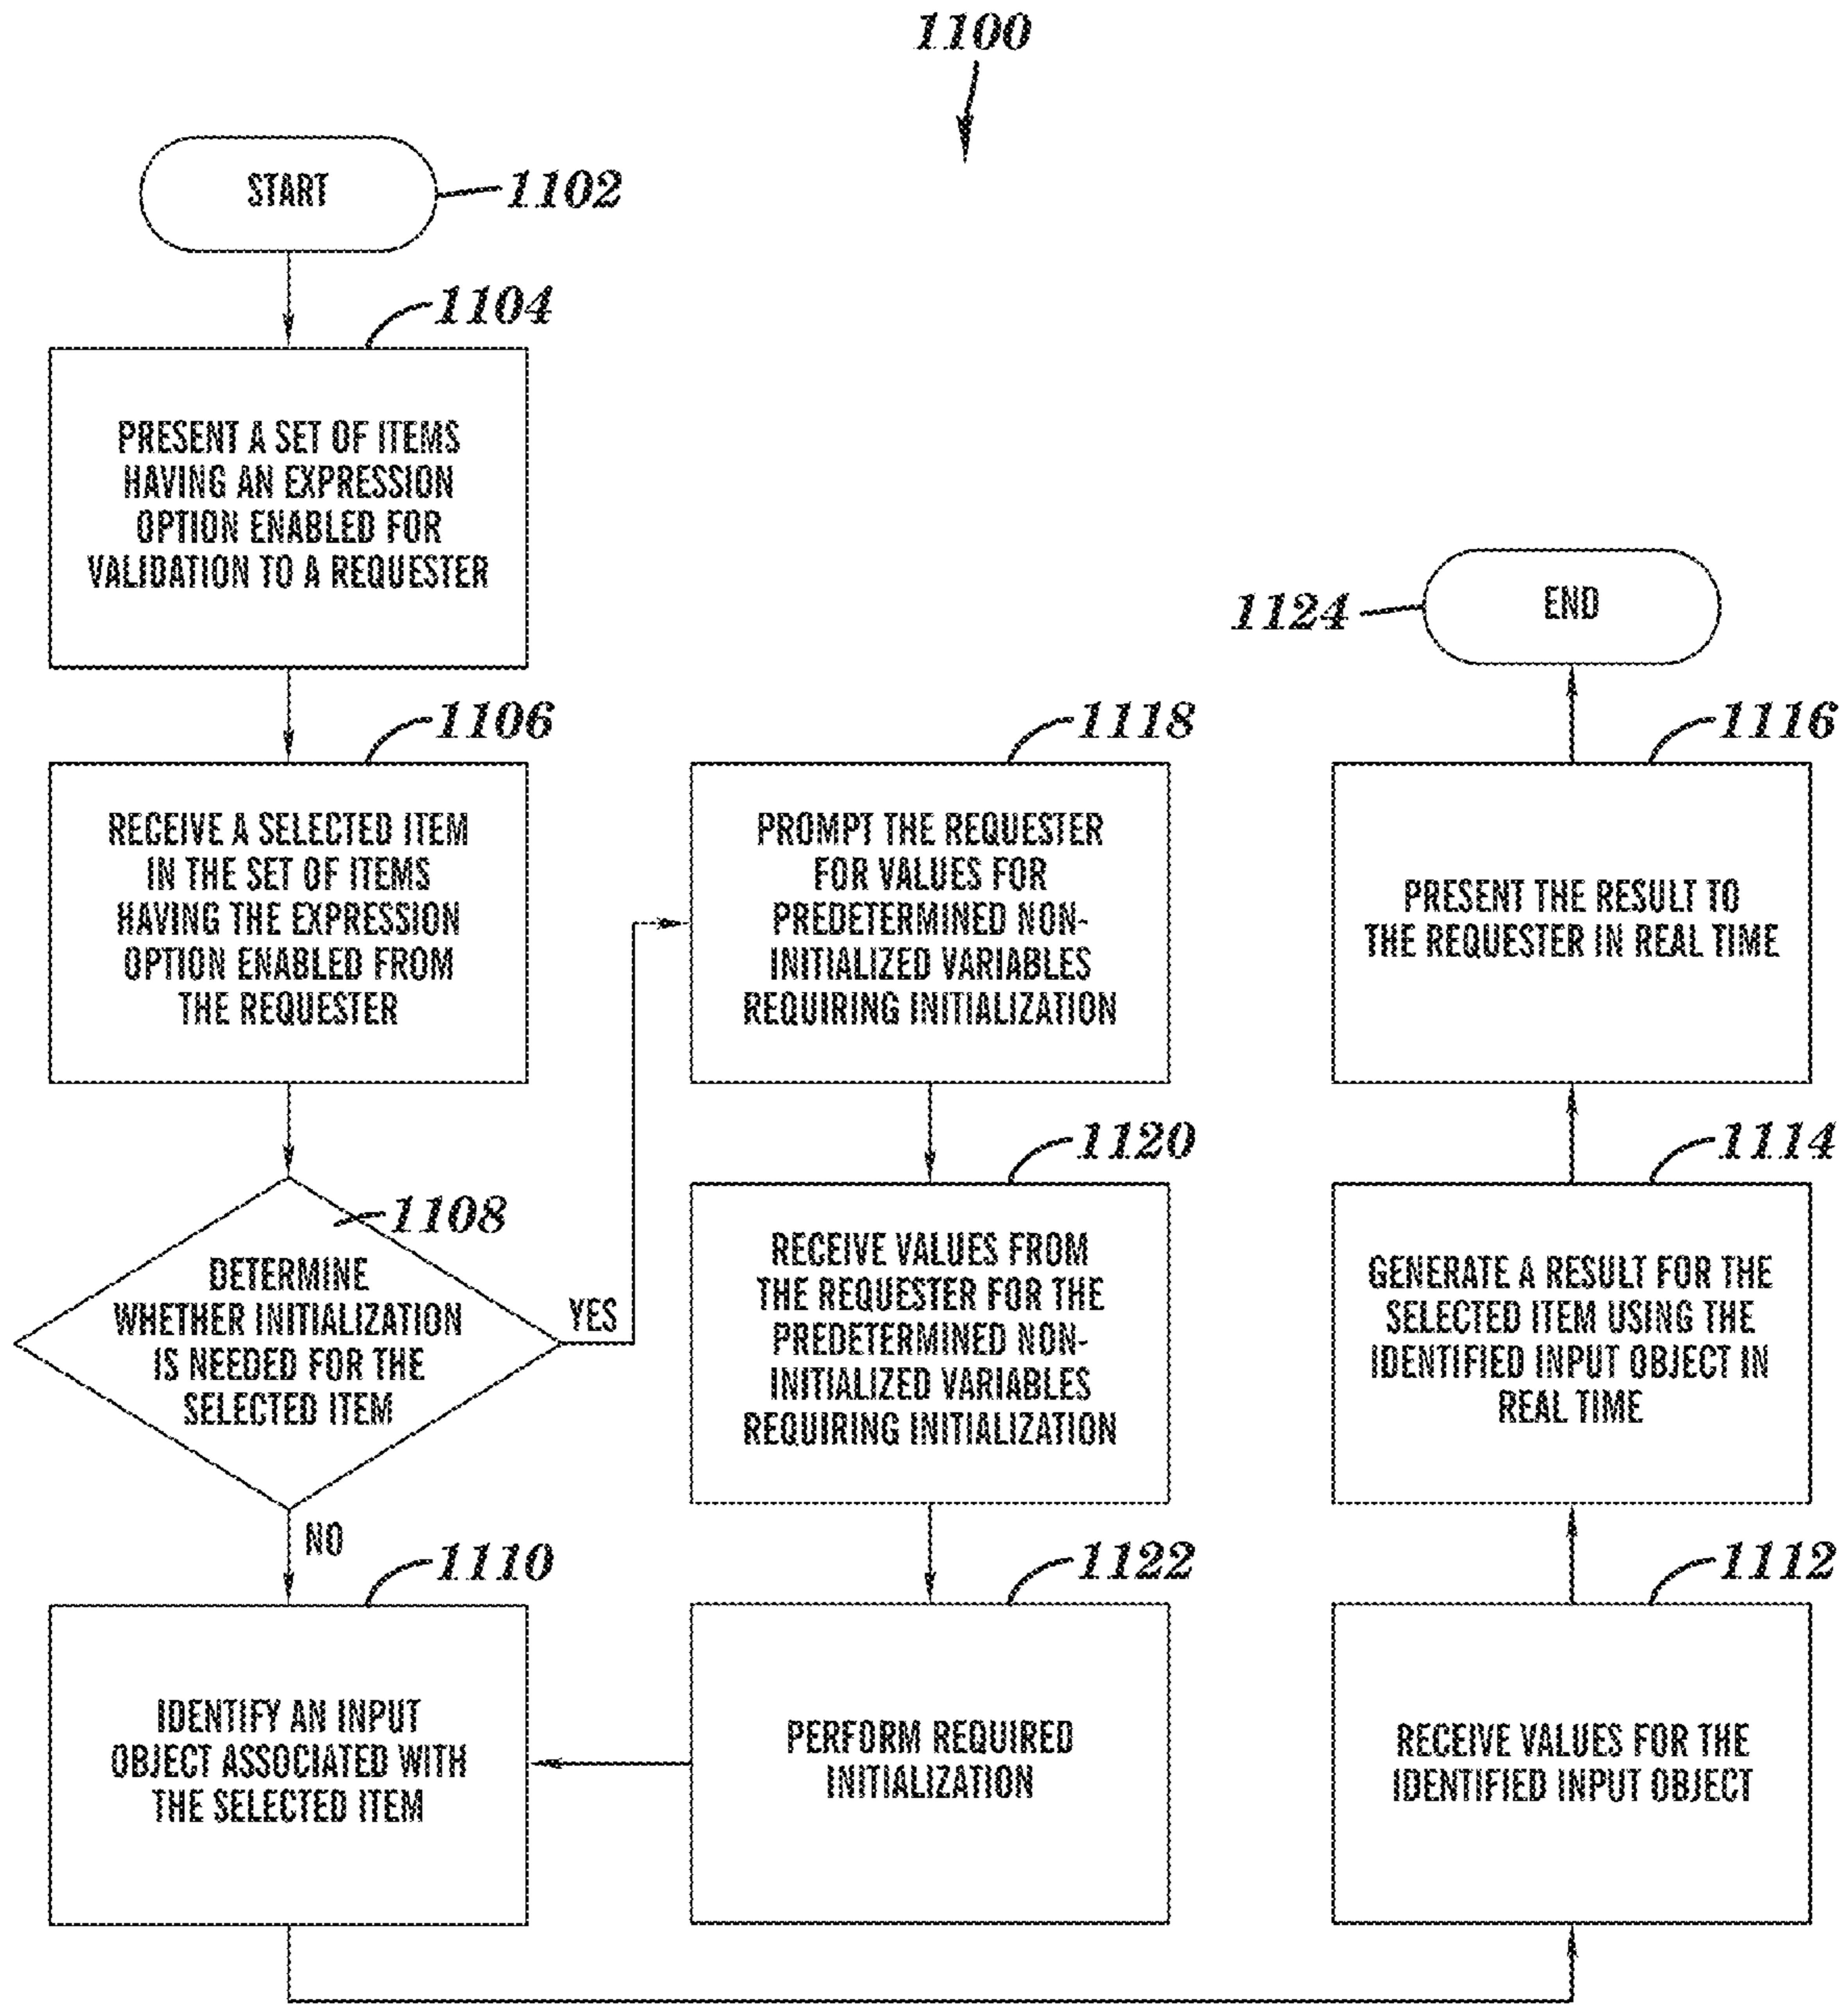 1100
START
1102
1104
PRESENT A SET OF ITEMS
HAVING AN EXPRESSION
OPTION ENABLED FOR
VALIDATION TO A REQUESTER
1106
RECEIVE A SELECTED ITEM
IN THE SET OF ITEMS
HAVING THE EXPRESSION
OPTION ENABLED FROM
THE REQUESTER
1108
DETERMINE
WHETHER INITIALIZATION
IS NEEDED FOR THE
SELECTED ITEM
YES
NO
1110
IDENTIFY AN INPUT
OBJECT ASSOCIATED WITH
THE SELECTED ITEM
1118
PROMPT THE REQUESTER
FOR VALUES FOR
PREDETERMINED NON-
INITIALIZED VARIABLES
REQUIRING INITIALIZATION
1120
RECEIVE VALUES FROM
THE REQUESTER FOR THE
PREDETERMINED NON-
INITIALIZED VARIABLES
REQUIRING INITIALIZATION
1122
PERFORM REQUIRED
INITIALIZATION
1124
END
1116
PRESENT THE RESULT TO
THE REQUESTER IN REAL TIME
1114
GENERATE A RESULT FOR THE
SELECTED ITEM USING THE
IDENTIFIED INPUT OBJECT IN
REAL TIME
1112
RECEIVE VALUES FOR THE
IDENTIFIED INPUT OBJECT